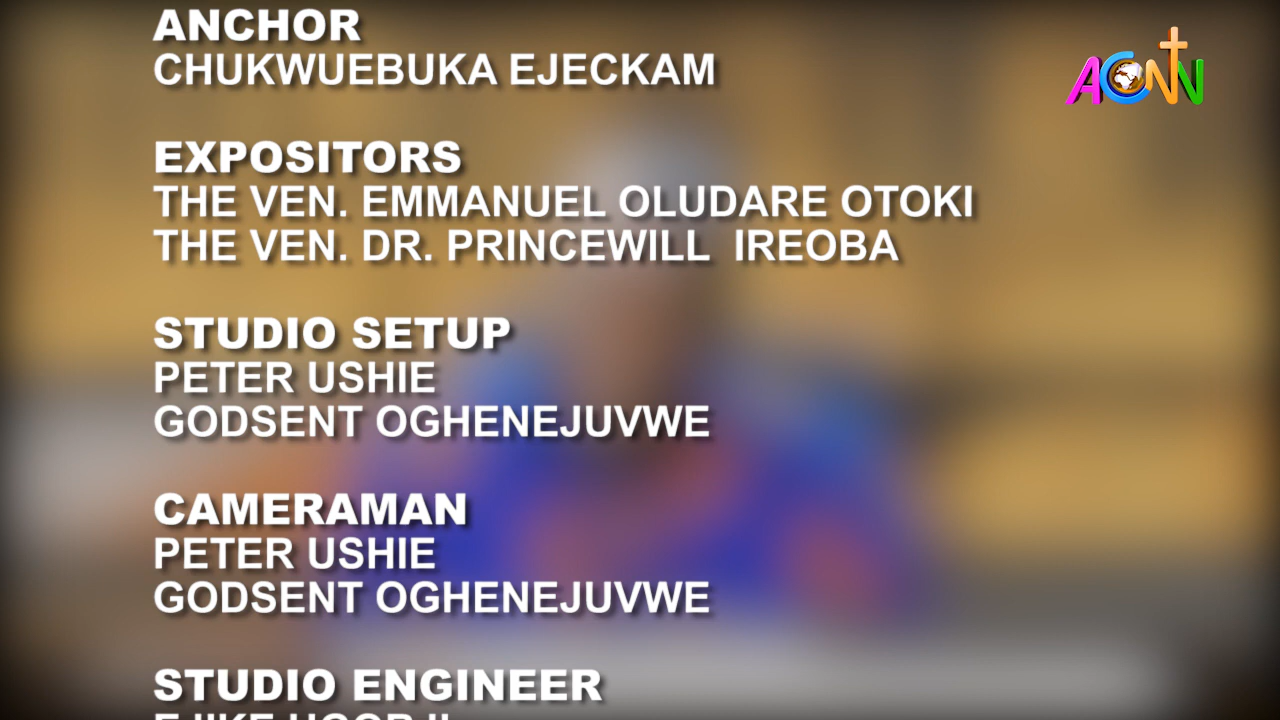 ANCHOR
CHUKWUEBUKA EJECKAM
ACNN
EXPOSITORS
THE VEN. EMMANUEL OLUDARE OTOKI
THE VEN. DR. PRINCEWILL IREOBA
STUDIO SETUP
PETER USHIE
GODSENT OGHENEJUVWE
CAMERAMAN
PETER USHIE
GODSENT OGHENEJUVWE
STUDIO ENGINEER